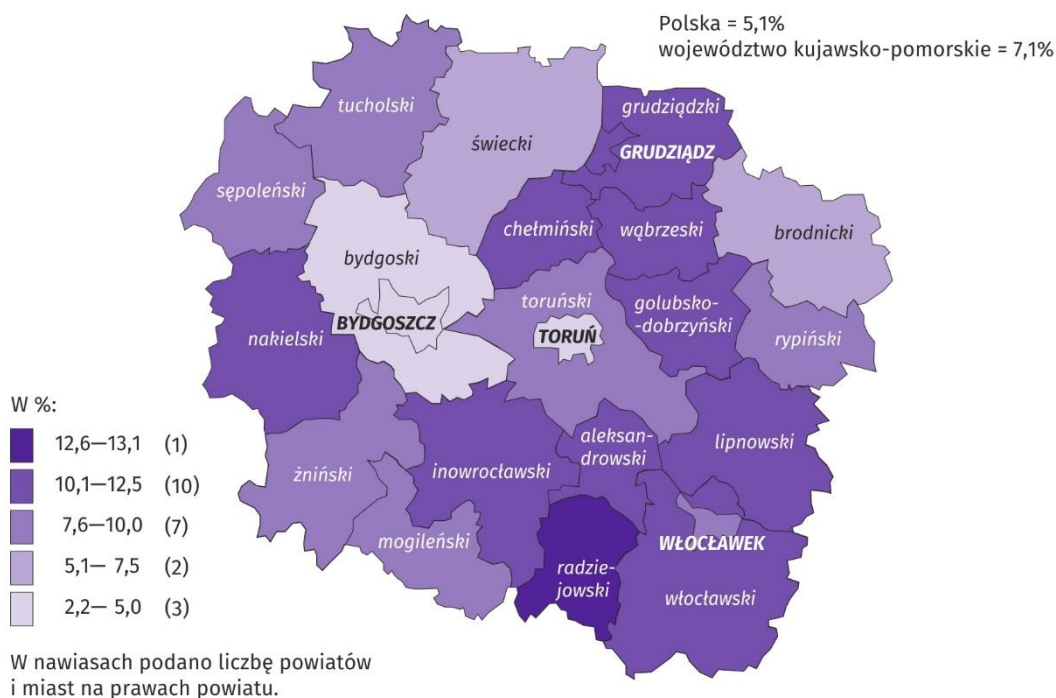 Polska = 5,1%
województwo kujawsko-pomorskie = 7,1%
tucholski
świecki
grudziądzki
GRUDZIĄDZ
sępoleński
chełmiński
wąbrzeski
brodnicki
bydgoski
BYDGOSZCZ
toruński
TORUŃ
golubsko-
-dobrzyński
rypiński
nakielski
żniński
inowrocławski
aleksan-
drowski
lipnowski
mogileński
radzie-
jowski
WŁOCŁAWEK
włocławski
W %:
12,6—13,1 (1)
10,1—12,5 (10)
7,6—10,0 (7)
5,1— 7,5 (2)
2,2— 5,0 (3)
W nawiasach podano liczbę powiatów
i miast na prawach powiatu.